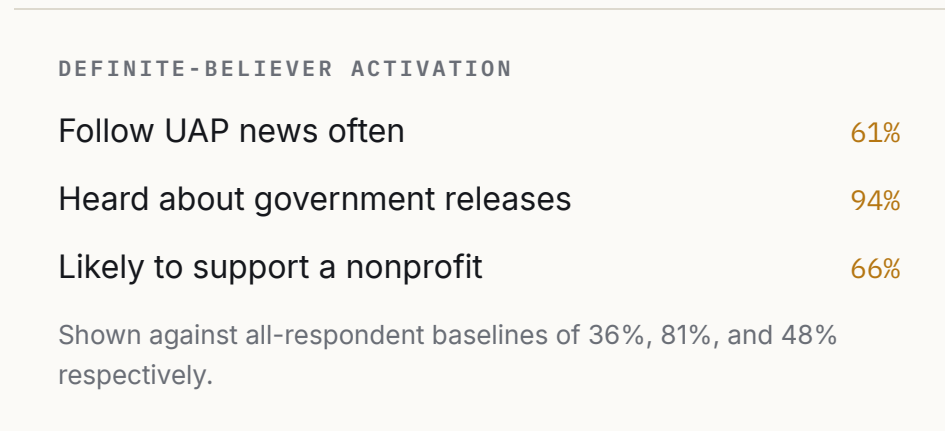 DEFINITE-BELIEVER ACTIVATION
Follow UAP news often 61%
Heard about government releases 94%
Likely to support a nonprofit 66%
Shown against all-respondent baselines of 36%, 81%, and 48%
respectively.